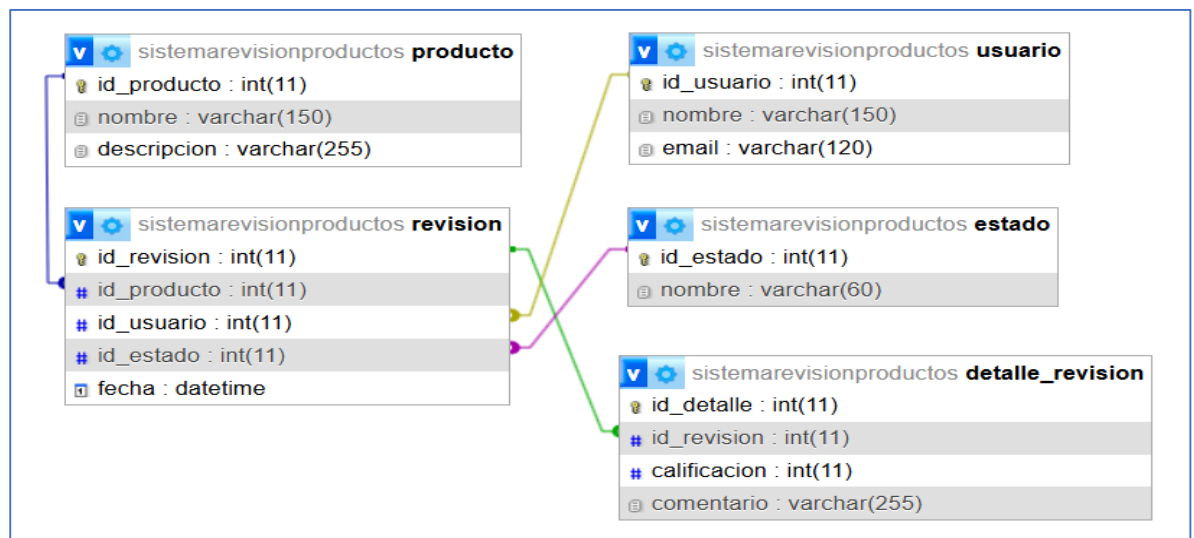 v sistemarevisionproductos producto
id_producto : int(11)
nombre : varchar(150)
descripcion : varchar(255)
v sistemarevisionproductos usuario
id_usuario : int(11)
nombre : varchar(150)
email : varchar(120)
v sistemarevisionproductos revision
id_revision : int(11)
# id_producto : int(11)
# id_usuario : int(11)
# id_estado : int(11)
fecha : datetime
v sistemarevisionproductos estado
id_estado : int(11)
nombre : varchar(60)
v sistemarevisionproductos detalle_revision
id_detalle : int(11)
# id_revision : int(11)
# calificacion : int(11)
comentario : varchar(255)